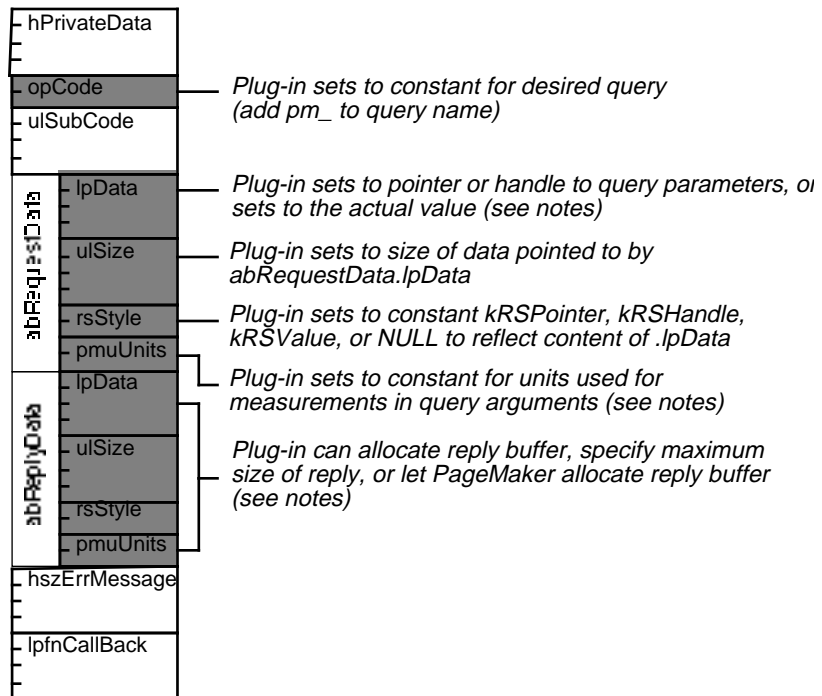 hPrivateData
opCode
Plug-in sets to constant for desired query
(add pm_ to query name)
ulSubCode
abRequestData
lpData
Plug-in sets to pointer or handle to query parameters, or
sets to the actual value (see notes)
ulSize
Plug-in sets to size of data pointed to by
abRequestData.lpData
rsStyle
Plug-in sets to constant kRSPointer, kRSHandle,
kRSValue, or NULL to reflect content of .lpData
pmuUnits
Plug-in sets to constant for units used for
measurements in query arguments (see notes)
abReplyData
lpData
ulSize
Plug-in can allocate reply buffer, specify maximum
size of reply, or let PageMaker allocate reply buffer
(see notes)
rsStyle
pmuUnits
hszErrMessage
lpfnCallBack